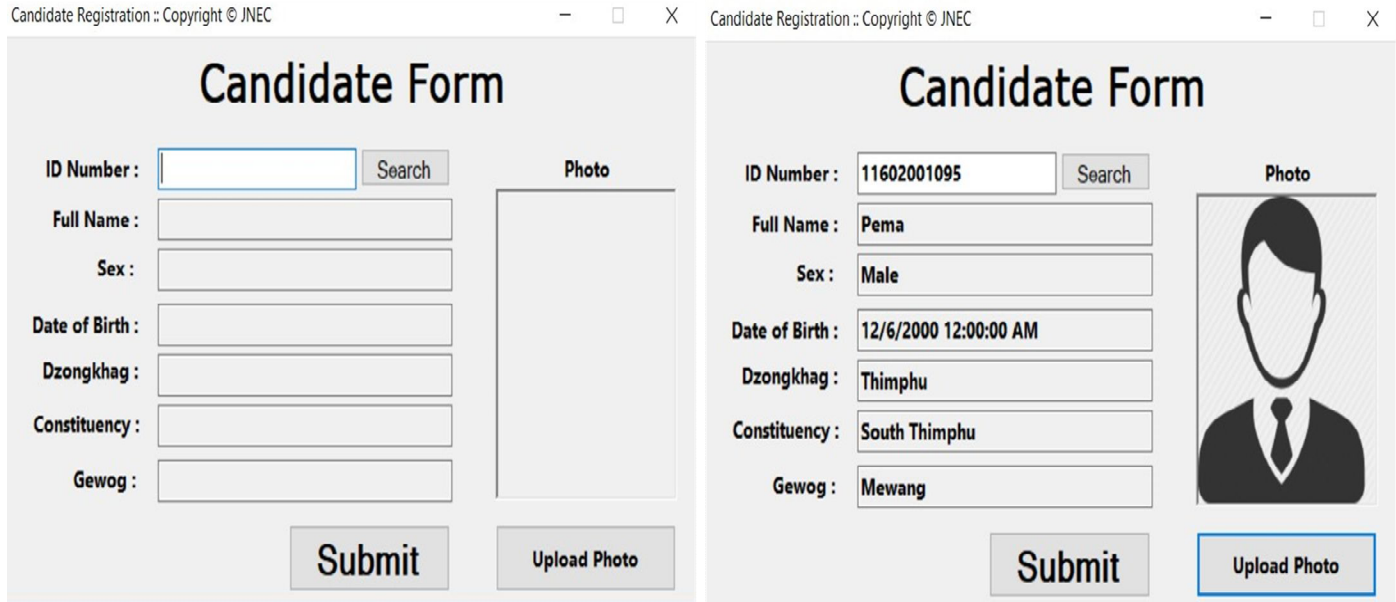 Candidate Registration :: Copyright © JNEC
Candidate Form
ID Number :
Search
Photo
Full Name :
Sex :
Date of Birth :
Dzongkhag :
Constituency :
Gewog :
Submit
Upload Photo
Candidate Registration :: Copyright © JNEC
Candidate Form
ID Number : 11602001095
Search
Photo
Full Name : Pema
Sex : Male
Date of Birth : 12/6/2000 12:00:00 AM
Dzongkhag : Thimphu
Constituency : South Thimphu
Gewog : Mewang
Submit
Upload Photo